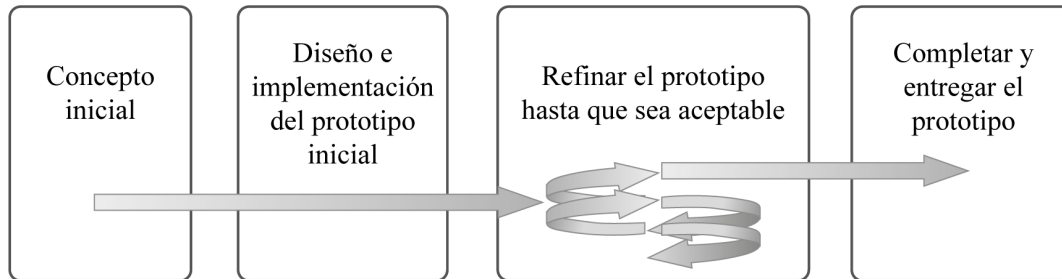 Concepto
inicial
Diseño e
implementación
del prototipo
inicial
Refinar el prototipo
hasta que sea aceptable
Completar y
entregar el
prototipo